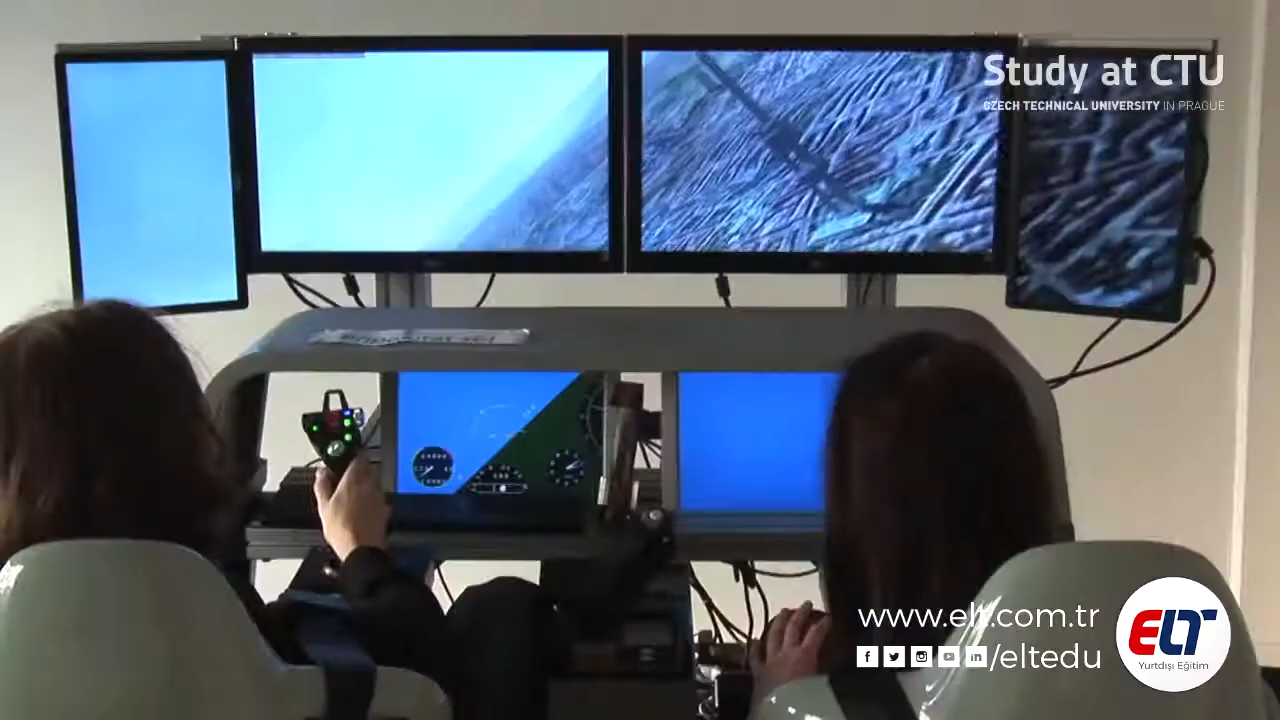 Study at CTU
CZECH TECHNICAL UNIVERSITY IN PRAGUE
www.elt.com.tr
/eltedu
ELT
Yurtdışı Eğitim